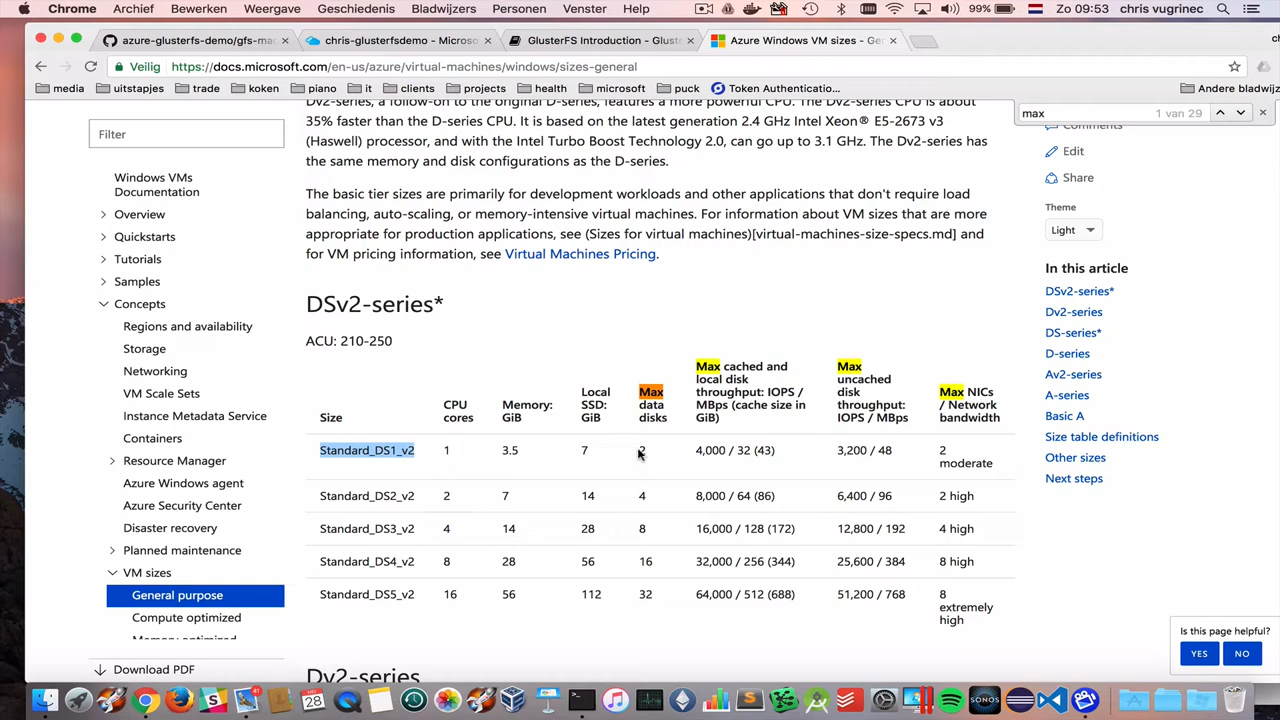 Chrome Archief Bewerken Weergave Geschiedenis Bladwijzers Personen Venster Help 99% Zo 09:53 chris vugrinec
azure-glusterfs-demo/gfs-mac × chris-glusterfsdemo - Microso × GlusterFS Introduction - Glust × Azure Windows VM sizes - Ger × ch
Veilig https://docs.microsoft.com/en-us/azure/virtual-machines/windows/sizes-general
media uitstapjes trade koken piano it clients projects health microsoft puck Token Authenticatio... Andere bladwijz
max 1 van 29
Dv2-series, a follow-on to the original D-series, features a more powerful CPU. The Dv2-series CPU is about
35% faster than the D-series CPU. It is based on the latest generation 2.4 GHz Intel Xeon® E5-2673 v3
(Haswell) processor, and with the Intel Turbo Boost Technology 2.0, can go up to 3.1 GHz. The Dv2-series has
the same memory and disk configurations as the D-series.
The basic tier sizes are primarily for development workloads and other applications that don't require load
balancing, auto-scaling, or memory-intensive virtual machines. For information about VM sizes that are more
appropriate for production applications, see (Sizes for virtual machines)[virtual-machines-size-specs.md] and
for VM pricing information, see Virtual Machines Pricing.
DSv2-series*
ACU: 210-250
Size CPU cores Memory: GiB Local SSD: GiB Max data disks Max cached and local disk throughput: IOPS / MBps (cache size in GiB) Max uncached disk throughput: IOPS / MBps Max NICs / Network bandwidth
Standard_DS1_v2 1 3.5 7 2 4,000 / 32 (43) 3,200 / 48 2 moderate
Standard_DS2_v2 2 7 14 4 8,000 / 64 (86) 6,400 / 96 2 high
Standard_DS3_v2 4 14 28 8 16,000 / 128 (172) 12,800 / 192 4 high
Standard_DS4_v2 8 28 56 16 32,000 / 256 (344) 25,600 / 384 8 high
Standard_DS5_v2 16 56 112 32 64,000 / 512 (688) 51,200 / 768 8 extremely high
Dv2-series
Filter
Windows VMs
Documentation
Overview
Quickstarts
Tutorials
Samples
Concepts
Regions and availability
Storage
Networking
VM Scale Sets
Instance Metadata Service
Containers
Resource Manager
Azure Windows agent
Azure Security Center
Disaster recovery
Planned maintenance
VM sizes
General purpose
Compute optimized
Memory optimized
Download PDF
Comments
Edit
Share
Theme
Light
In this article
DSv2-series*
Dv2-series
DS-series*
D-series
Av2-series
A-series
Basic A
Size table definitions
Other sizes
Next steps
Is this page helpful?
YES NO
41
MEI
28
SONOS